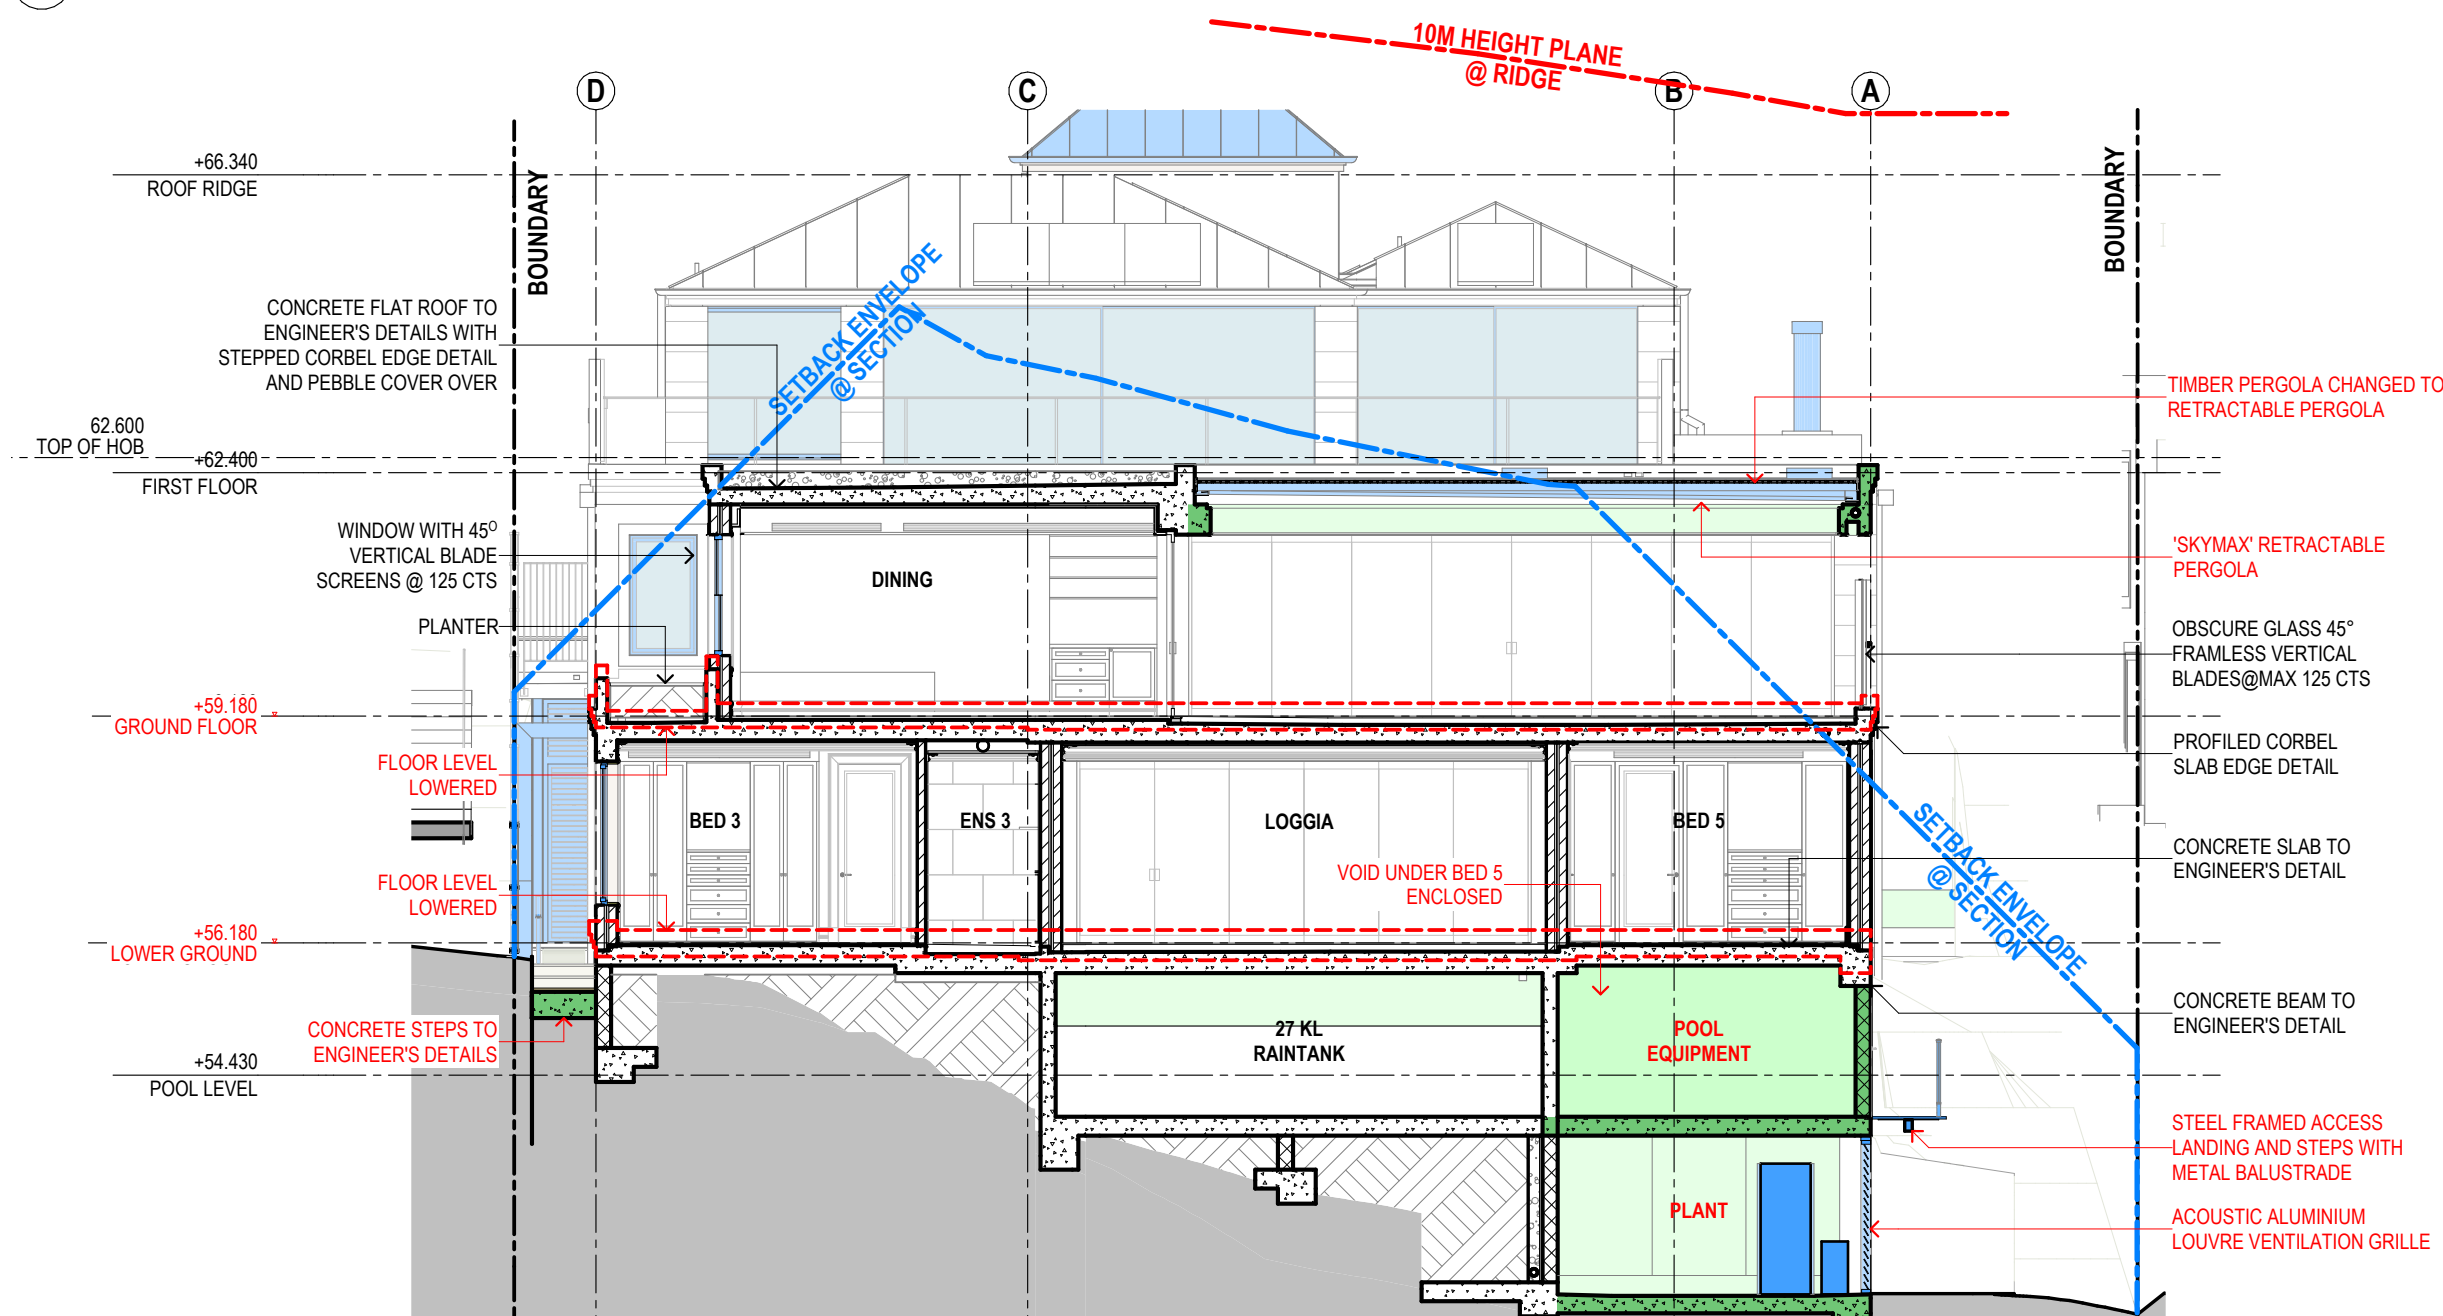 10M HEIGHT PLANE
@ RIDGE
D
C
B
A
+66.340
ROOF RIDGE
BOUNDARY
BOUNDARY
SETBACK ENVELOPE
@ SECTION
CONCRETE FLAT ROOF TO
ENGINEER'S DETAILS WITH
STEPPED CORBEL EDGE DETAIL
AND PEBBLE COVER OVER
62.600
TOP OF HOB
+62.400
FIRST FLOOR
WINDOW WITH 45O
VERTICAL BLADE
SCREENS @ 125 CTS
PLANTER
+59.180
GROUND FLOOR
FLOOR LEVEL
LOWERED
FLOOR LEVEL
LOWERED
+56.180
LOWER GROUND
CONCRETE STEPS TO
ENGINEER'S DETAILS
+54.430
POOL LEVEL
DINING
BED 3
ENS 3
LOGGIA
BED 5
VOID UNDER BED 5
ENCLOSED
27 KL
RAINTANK
POOL
EQUIPMENT
PLANT
TIMBER PERGOLA CHANGED TO
RETRACTABLE PERGOLA
'SKYMAX' RETRACTABLE
PERGOLA
OBSCURE GLASS 45°
FRAMLESS VERTICAL
BLADES@MAX 125 CTS
PROFILED CORBEL
SLAB EDGE DETAIL
SETBACK ENVELOPE
@ SECTION
CONCRETE SLAB TO
ENGINEER'S DETAIL
CONCRETE BEAM TO
ENGINEER'S DETAIL
STEEL FRAMED ACCESS
LANDING AND STEPS WITH
METAL BALUSTRADE
ACOUSTIC ALUMINIUM
LOUVRE VENTILATION GRILLE